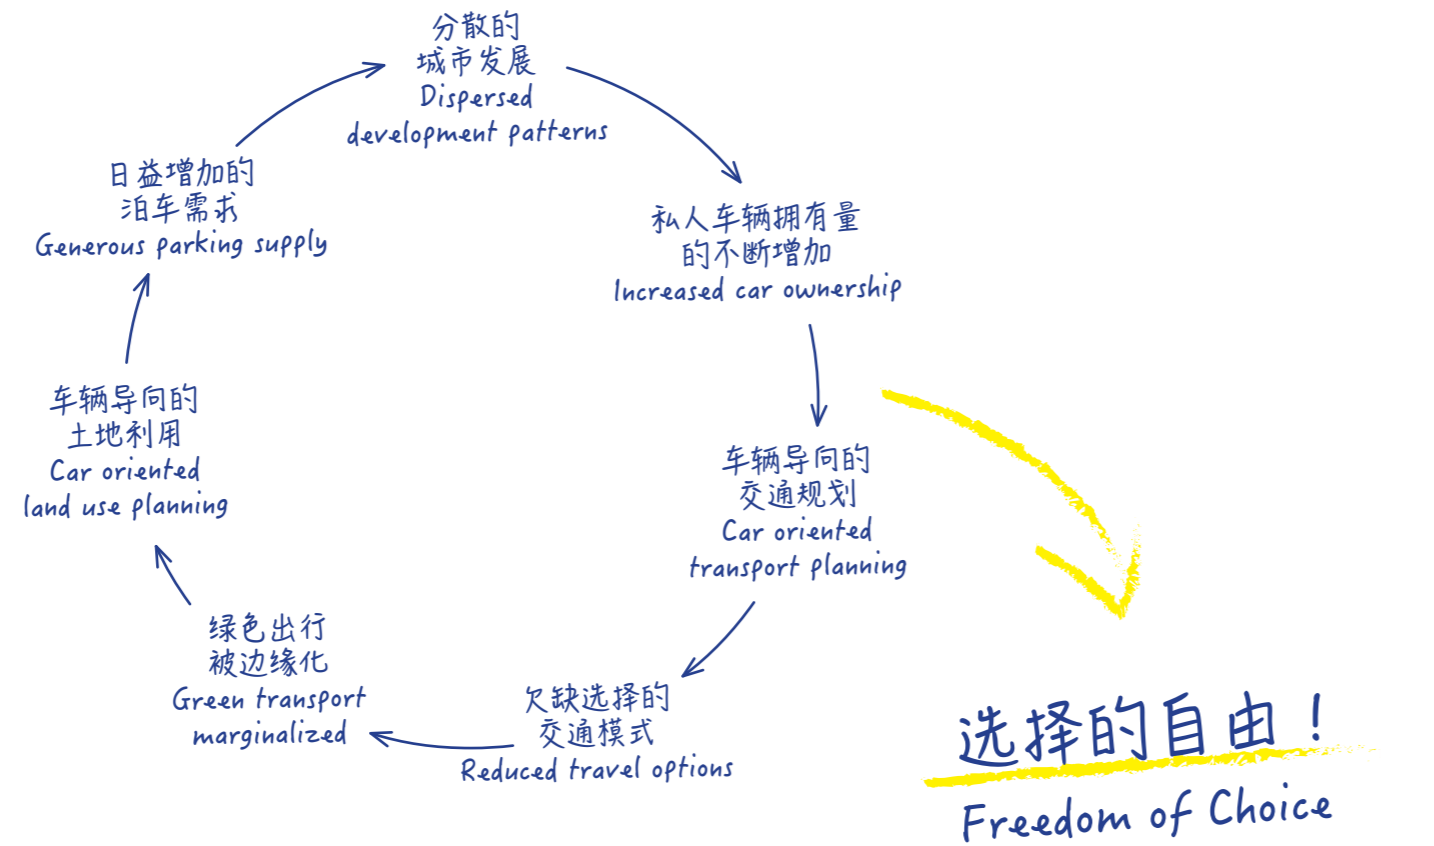 分散的
城市发展
Dispersed
development patterns
私人车辆拥有量
的不断增加
Increased car ownership
车辆导向的
交通规划
Car oriented
transport planning
欠缺选择的
交通模式
Reduced travel options
绿色出行
被边缘化
Green transport
marginalized
车辆导向的
土地利用
Car oriented
land use planning
日益增加的
泊车需求
Generous parking supply
选择的自由！
Freedom of Choice